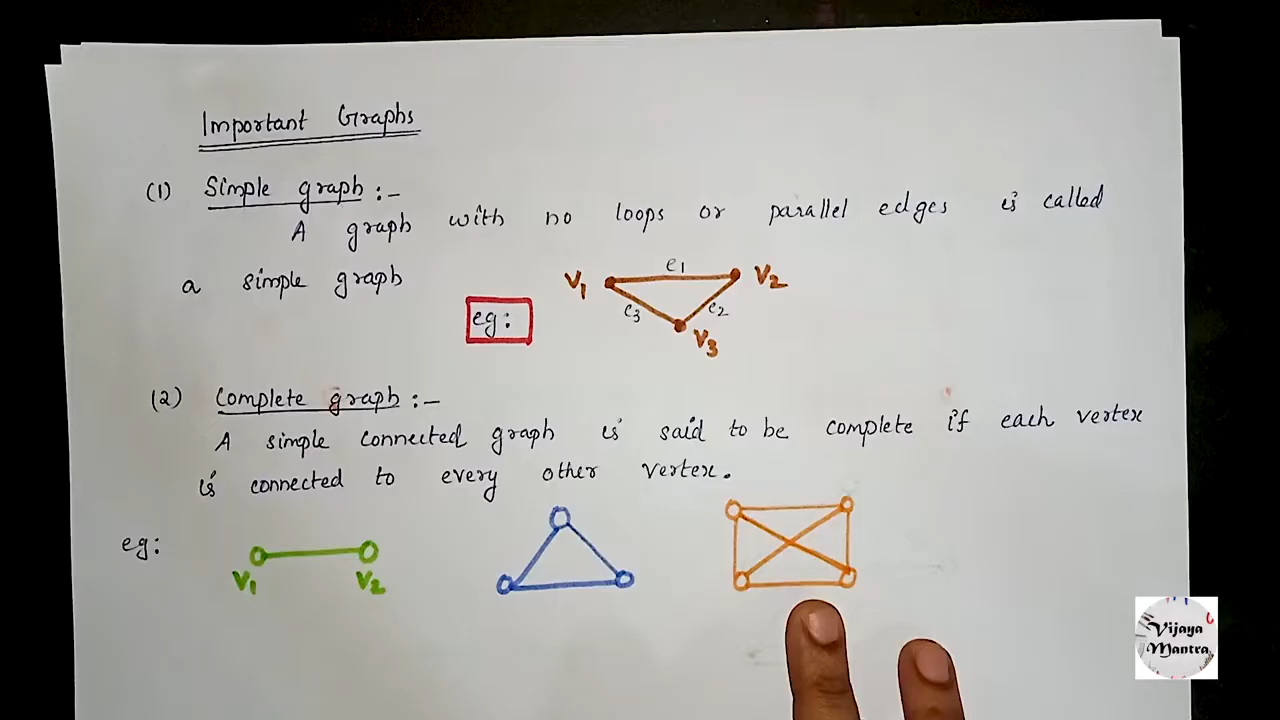 Important Graphs
(1) Simple graph :-
A graph with no loops or parallel edges is called
a simple graph
eg:
V1 e1 V2
e3 e2
V3
(2) Complete graph :-
A simple connected graph is said to be complete if each vertex
is connected to every other vertex.
eg:
V1 V2
Vijaya
Mantra